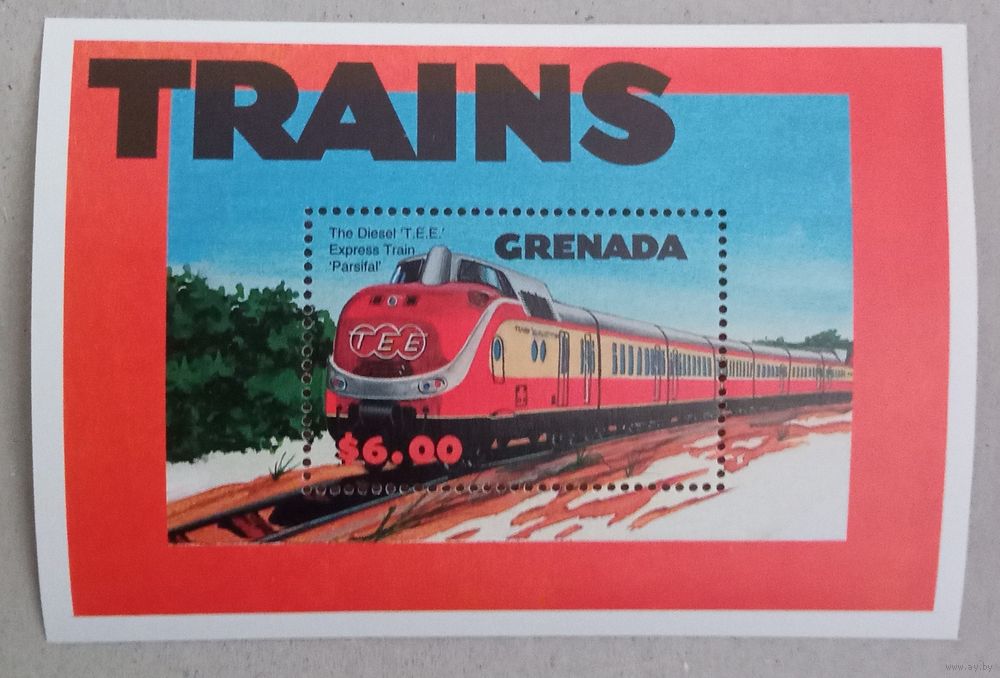 TRAINS
The Diesel 'T.E.E.'
Express Train
'Parsifal'
GRENADA
TEE
$6.00
www.ay.by